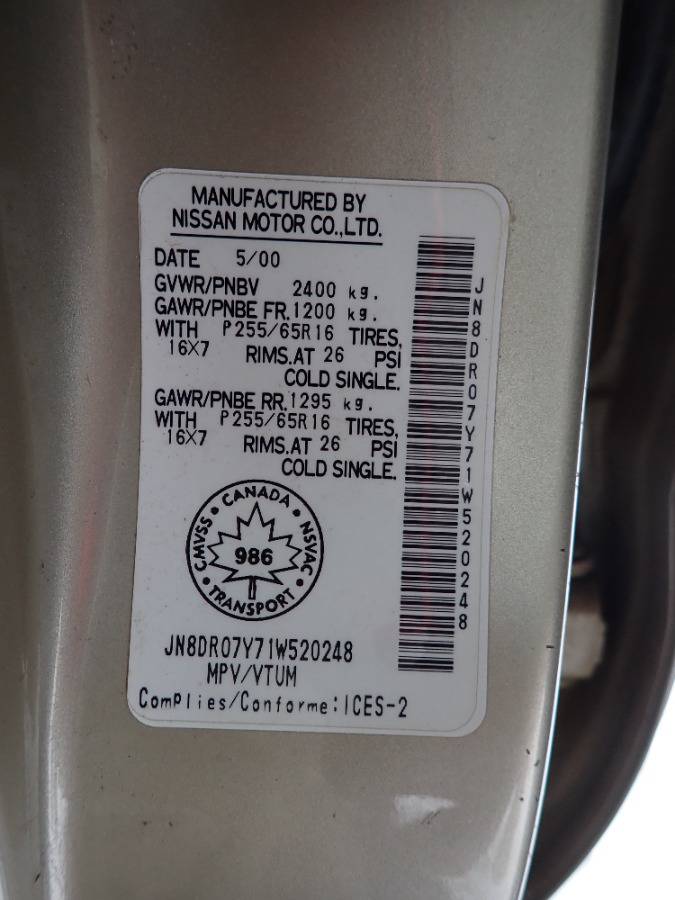 MANUFACTURED BY
NISSAN MOTOR CO.,LTD.
DATE 5/00
GVWR/PNBV 2400 kg.
GAWR/PNBE FR. 1200 kg.
WITH P255/65R16 TIRES,
16X7 RIMS.AT 26 PSI
COLD SINGLE.
GAWR/PNBE RR. 1295 kg.
WITH P255/65R16 TIRES,
16X7 RIMS.AT 26 PSI
COLD SINGLE.
CANADA
CMVSS
NSVAC
986
TRANSPORT
JN8DR07Y71W520248
MPV/VTUM
Complies/Conforme:ICES-2
JN8DR07Y71W520248